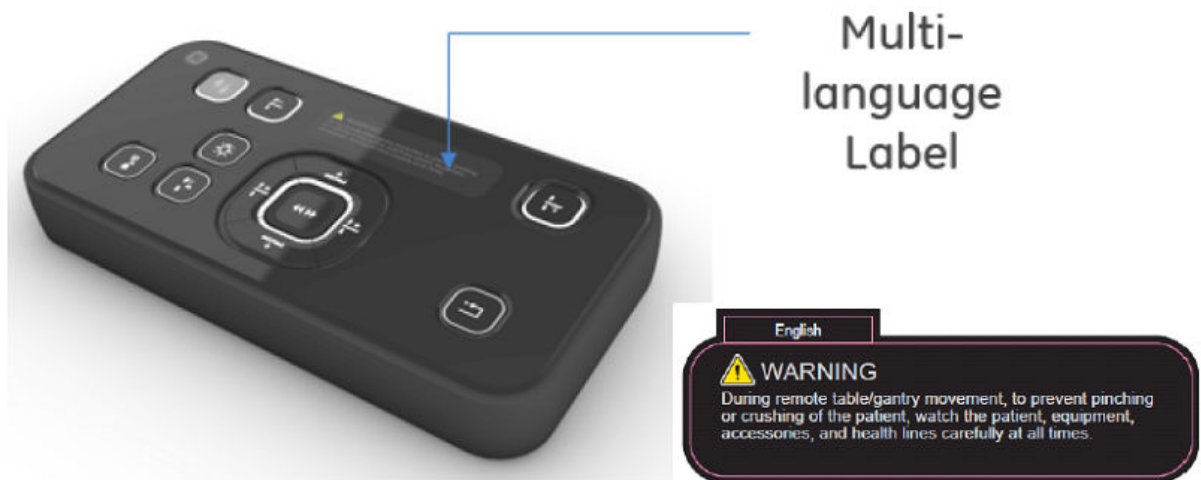 Multi-
language
Label
English
WARNING
During remote table/gantry movement, to prevent pinching
or crushing of the patient, watch the patient, equipment,
accessories, and health lines carefully at all times.